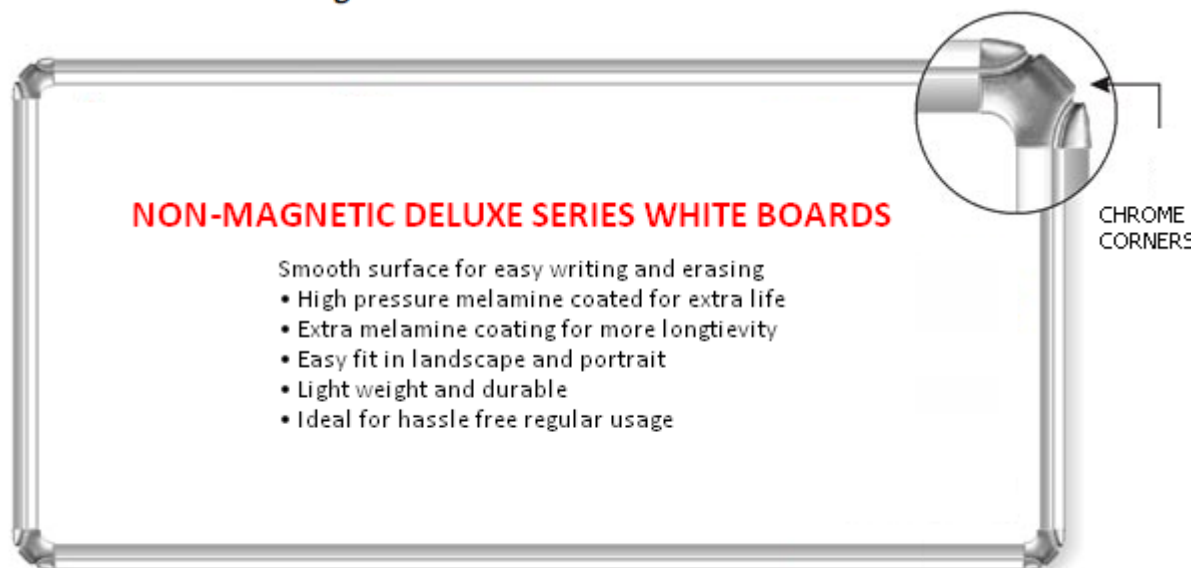 NON-MAGNETIC DELUXE SERIES WHITE BOARDS
CHROME
CORNERS
Smooth surface for easy writing and erasing
• High pressure melamine coated for extra life
• Extra melamine coating for more longtievity
• Easy fit in landscape and portrait
• Light weight and durable
• Ideal for hassle free regular usage